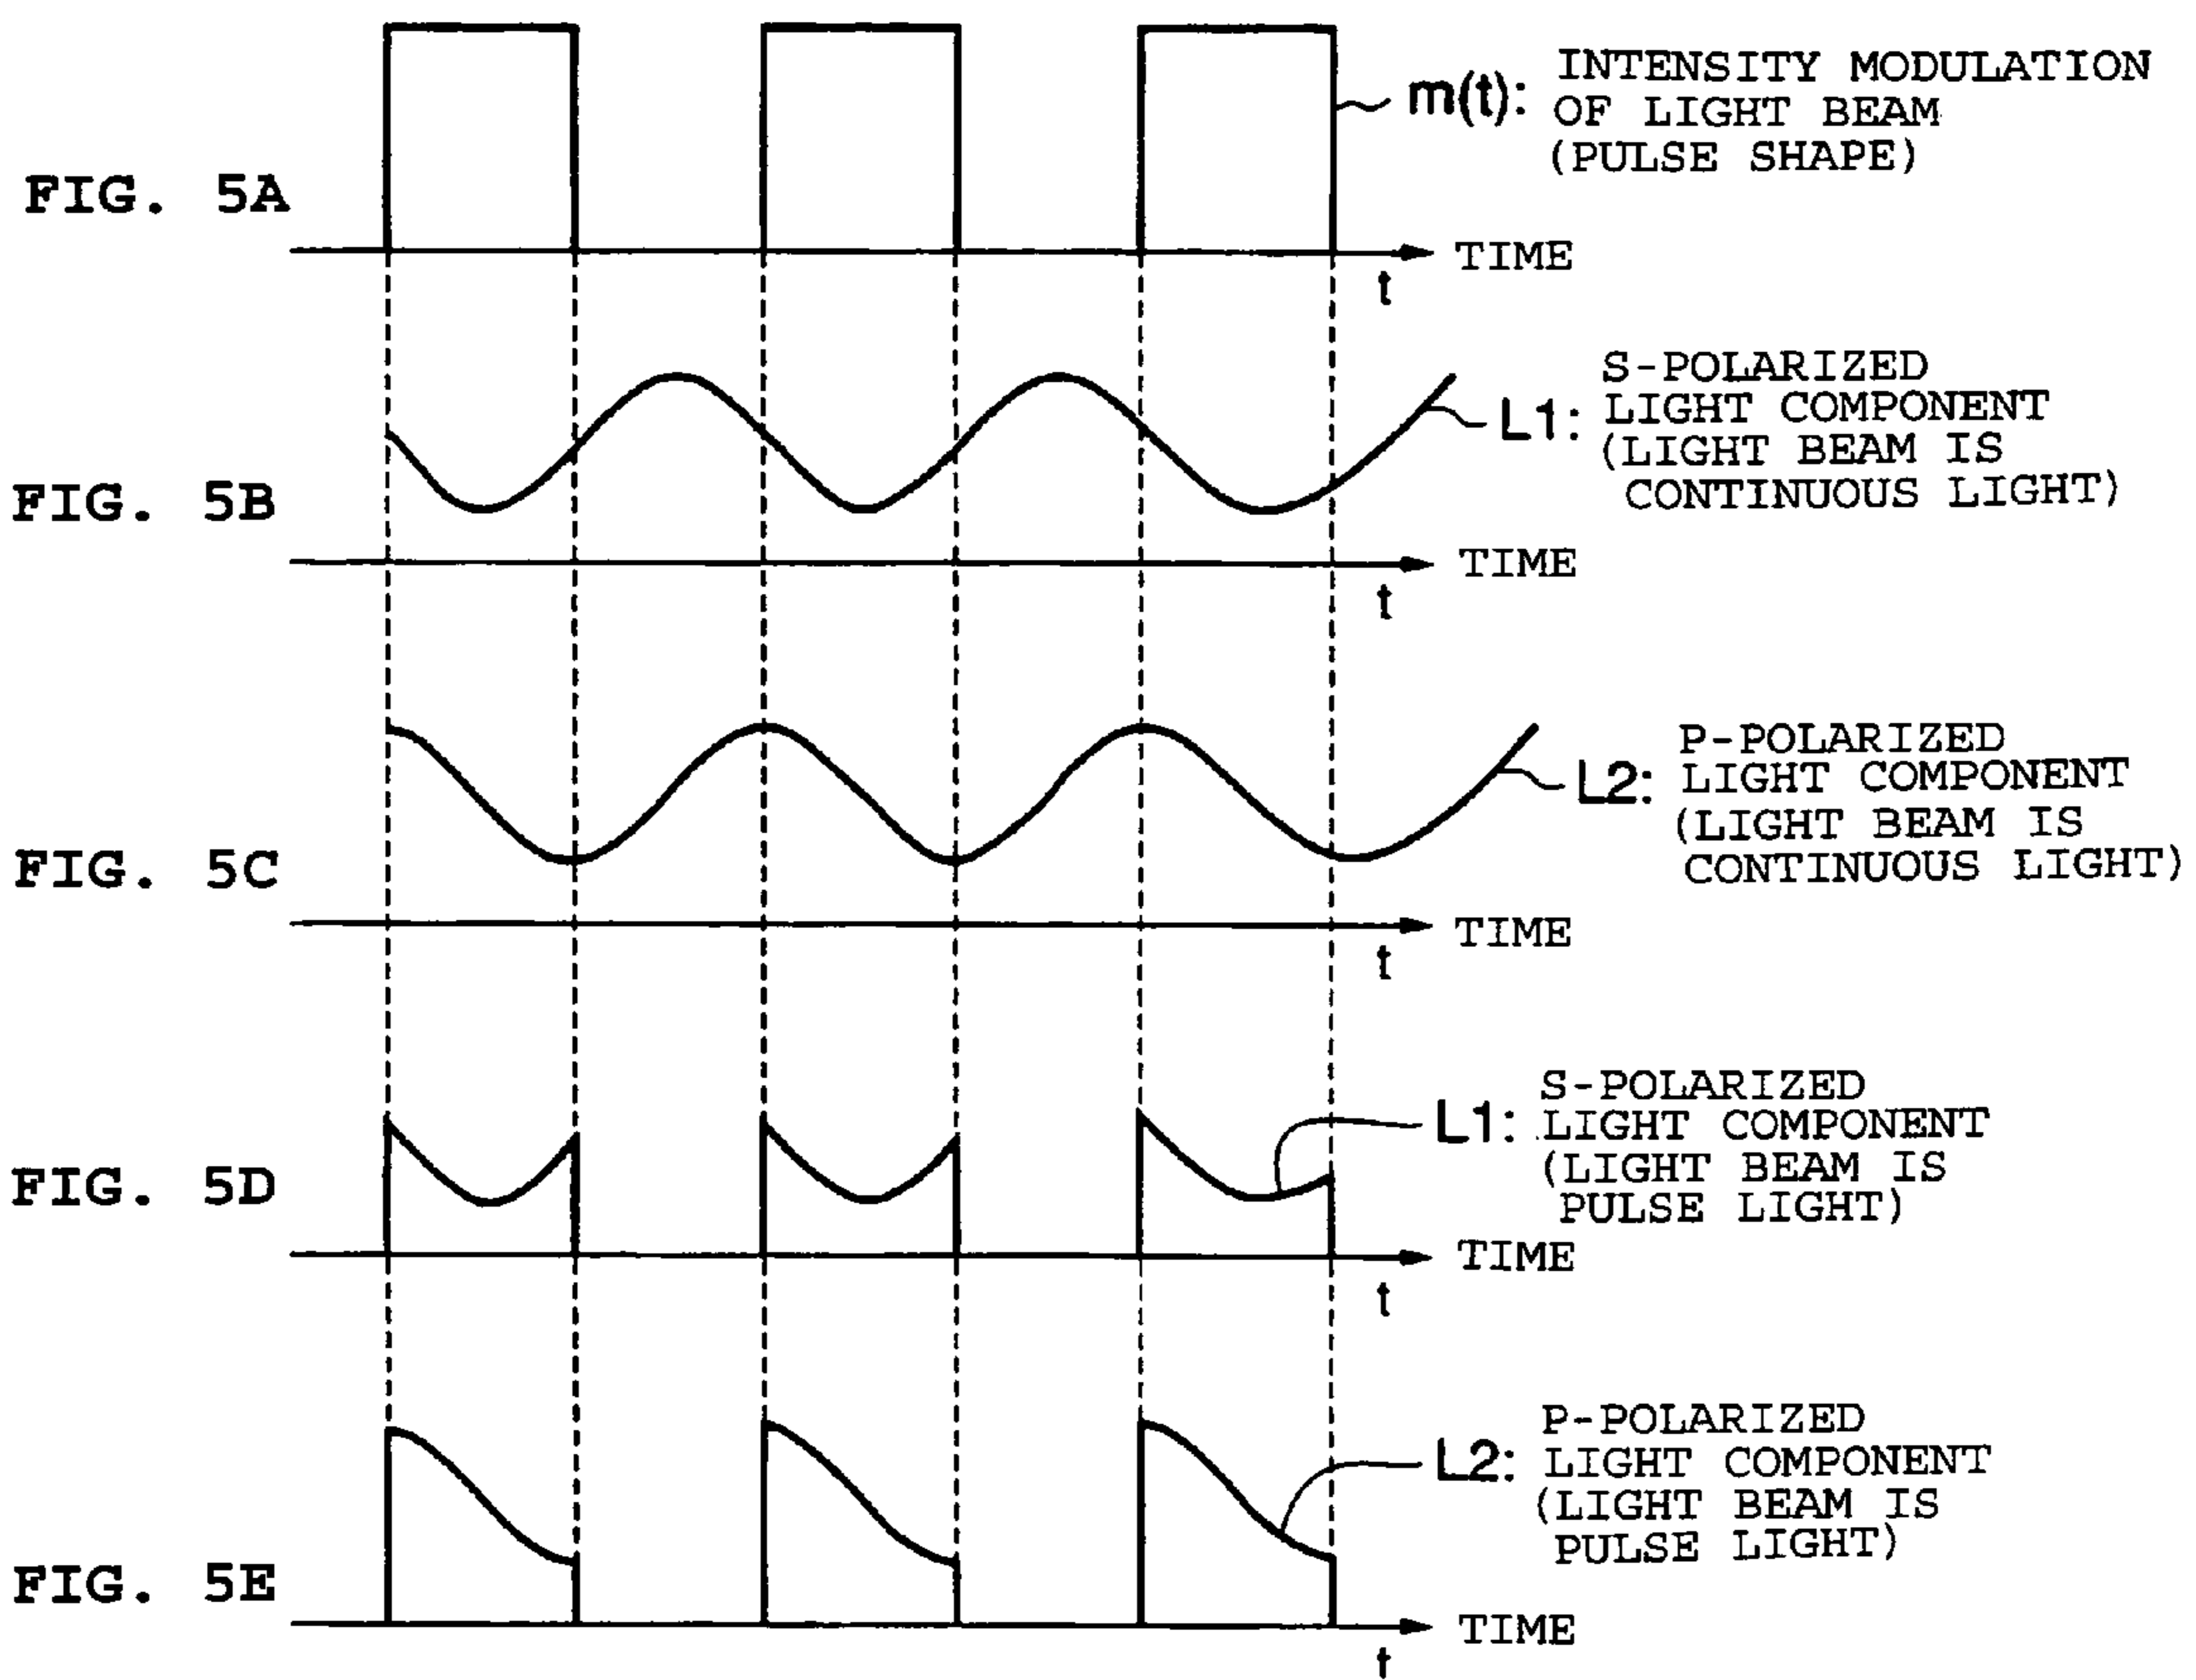 FIG. 5A
m(t): INTENSITY MODULATION
OF LIGHT BEAM
(PULSE SHAPE)
TIME
t
FIG. 5B
L1: S-POLARIZED
LIGHT COMPONENT
(LIGHT BEAM IS
CONTINUOUS LIGHT)
TIME
t
FIG. 5C
L2: P-POLARIZED
LIGHT COMPONENT
(LIGHT BEAM IS
CONTINUOUS LIGHT)
TIME
t
FIG. 5D
L1: S-POLARIZED
LIGHT COMPONENT
(LIGHT BEAM IS
PULSE LIGHT)
TIME
t
FIG. 5E
L2: P-POLARIZED
LIGHT COMPONENT
(LIGHT BEAM IS
PULSE LIGHT)
TIME
t